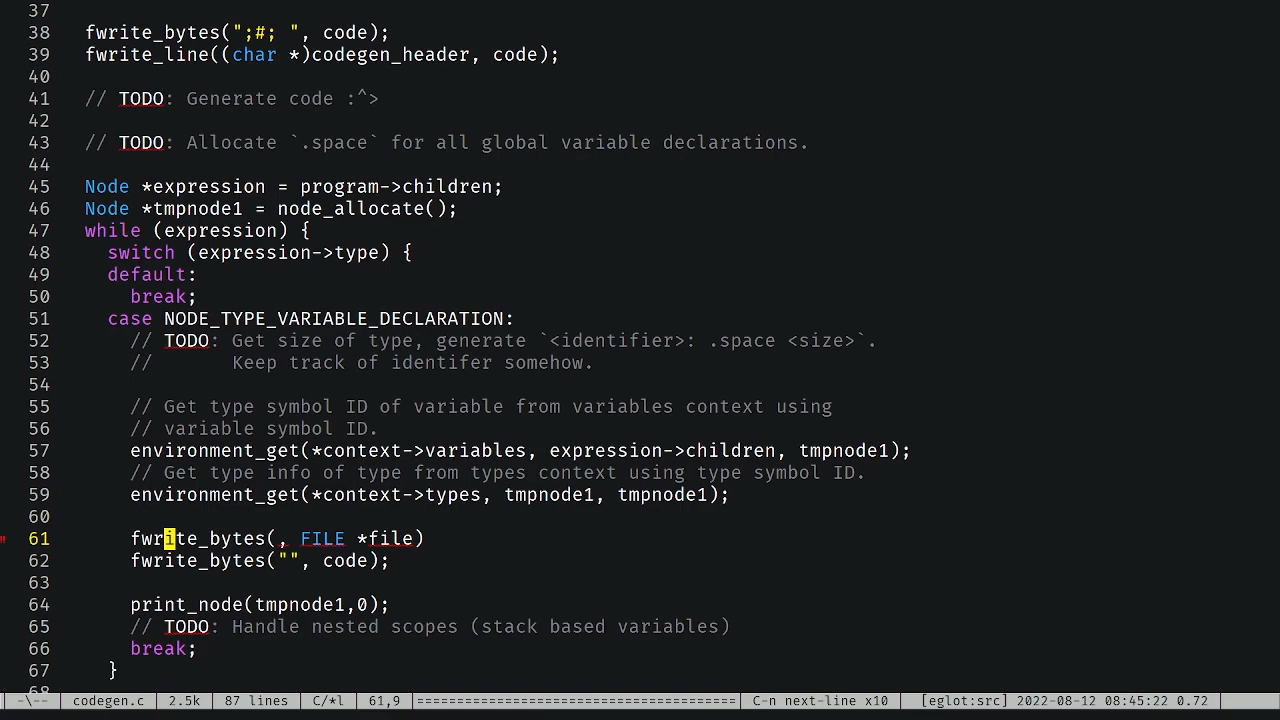 37
38 fwrite_bytes(";#; ", code);
39 fwrite_line((char *)codegen_header, code);
40
41 // TODO: Generate code :^>
42
43 // TODO: Allocate `.space` for all global variable declarations.
44
45 Node *expression = program->children;
46 Node *tmpnode1 = node_allocate();
47 while (expression) {
48 switch (expression->type) {
49 default:
50 break;
51 case NODE_TYPE_VARIABLE_DECLARATION:
52 // TODO: Get size of type, generate `<identifier>: .space <size>`.
53 // Keep track of identifer somehow.
54
55 // Get type symbol ID of variable from variables context using
56 // variable symbol ID.
57 environment_get(*context->variables, expression->children, tmpnode1);
58 // Get type info of type from types context using type symbol ID.
59 environment_get(*context->types, tmpnode1, tmpnode1);
60
61 fwrite_bytes(, FILE *file)
62 fwrite_bytes("", code);
63
64 print_node(tmpnode1,0);
65 // TODO: Handle nested scopes (stack based variables)
66 break;
67 }
68
-\-- codegen.c 2.5k 87 lines C/*l 61,9 ============================ C-n next-line x10 [eglot:src] 2022-08-12 08:45:22 0.72